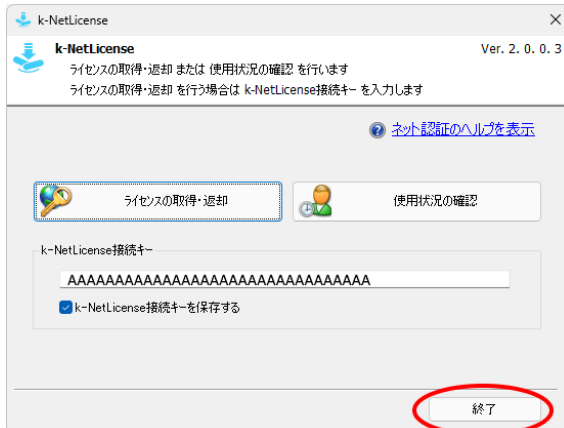 k-NetLicense
k-NetLicense
Ver. 2. 0. 0. 3
ライセンスの取得・返却 または 使用状況の確認 を行います
ライセンスの取得・返却 を行う場合は k-NetLicense接続キー を入力します
ネット認証のヘルプを表示
ライセンスの取得・返却
使用状況の確認
k-NetLicense接続キー
AAAAAAAAAAAAAAAAAAAAAAAAAAAAAAAA
k-NetLicense接続キーを保存する
終了